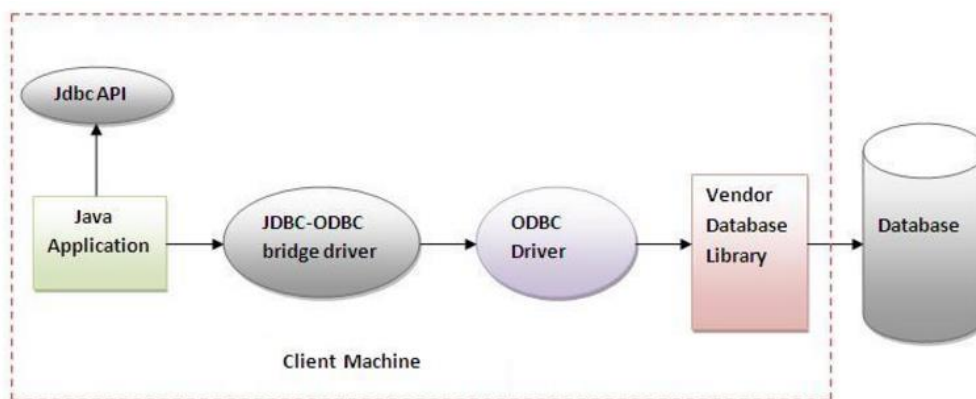 Jdbc API
Java
Application
JDBC-ODBC
bridge driver
ODBC
Driver
Vendor
Database
Library
Database
Client Machine